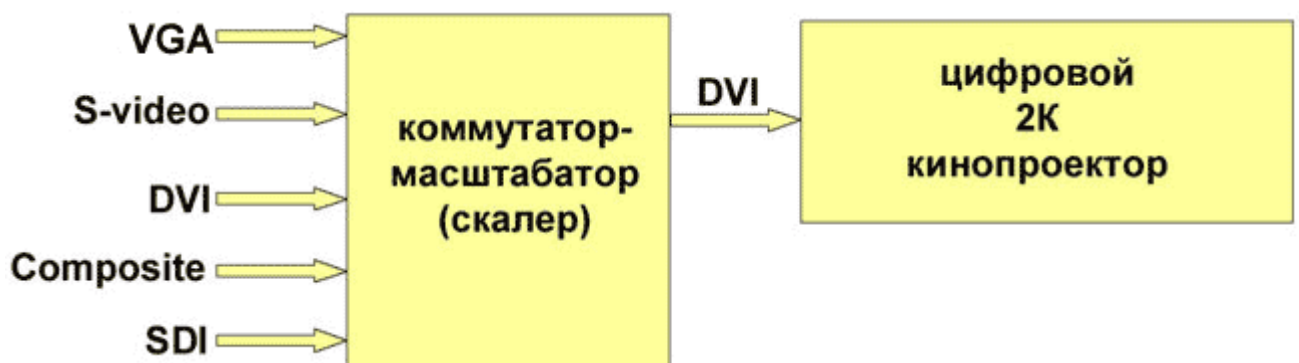 VGA
S-video
DVI
Composite
SDI
коммутатор-
масштабатор
(скалер)
DVI
цифровой
2К
кинопроектор